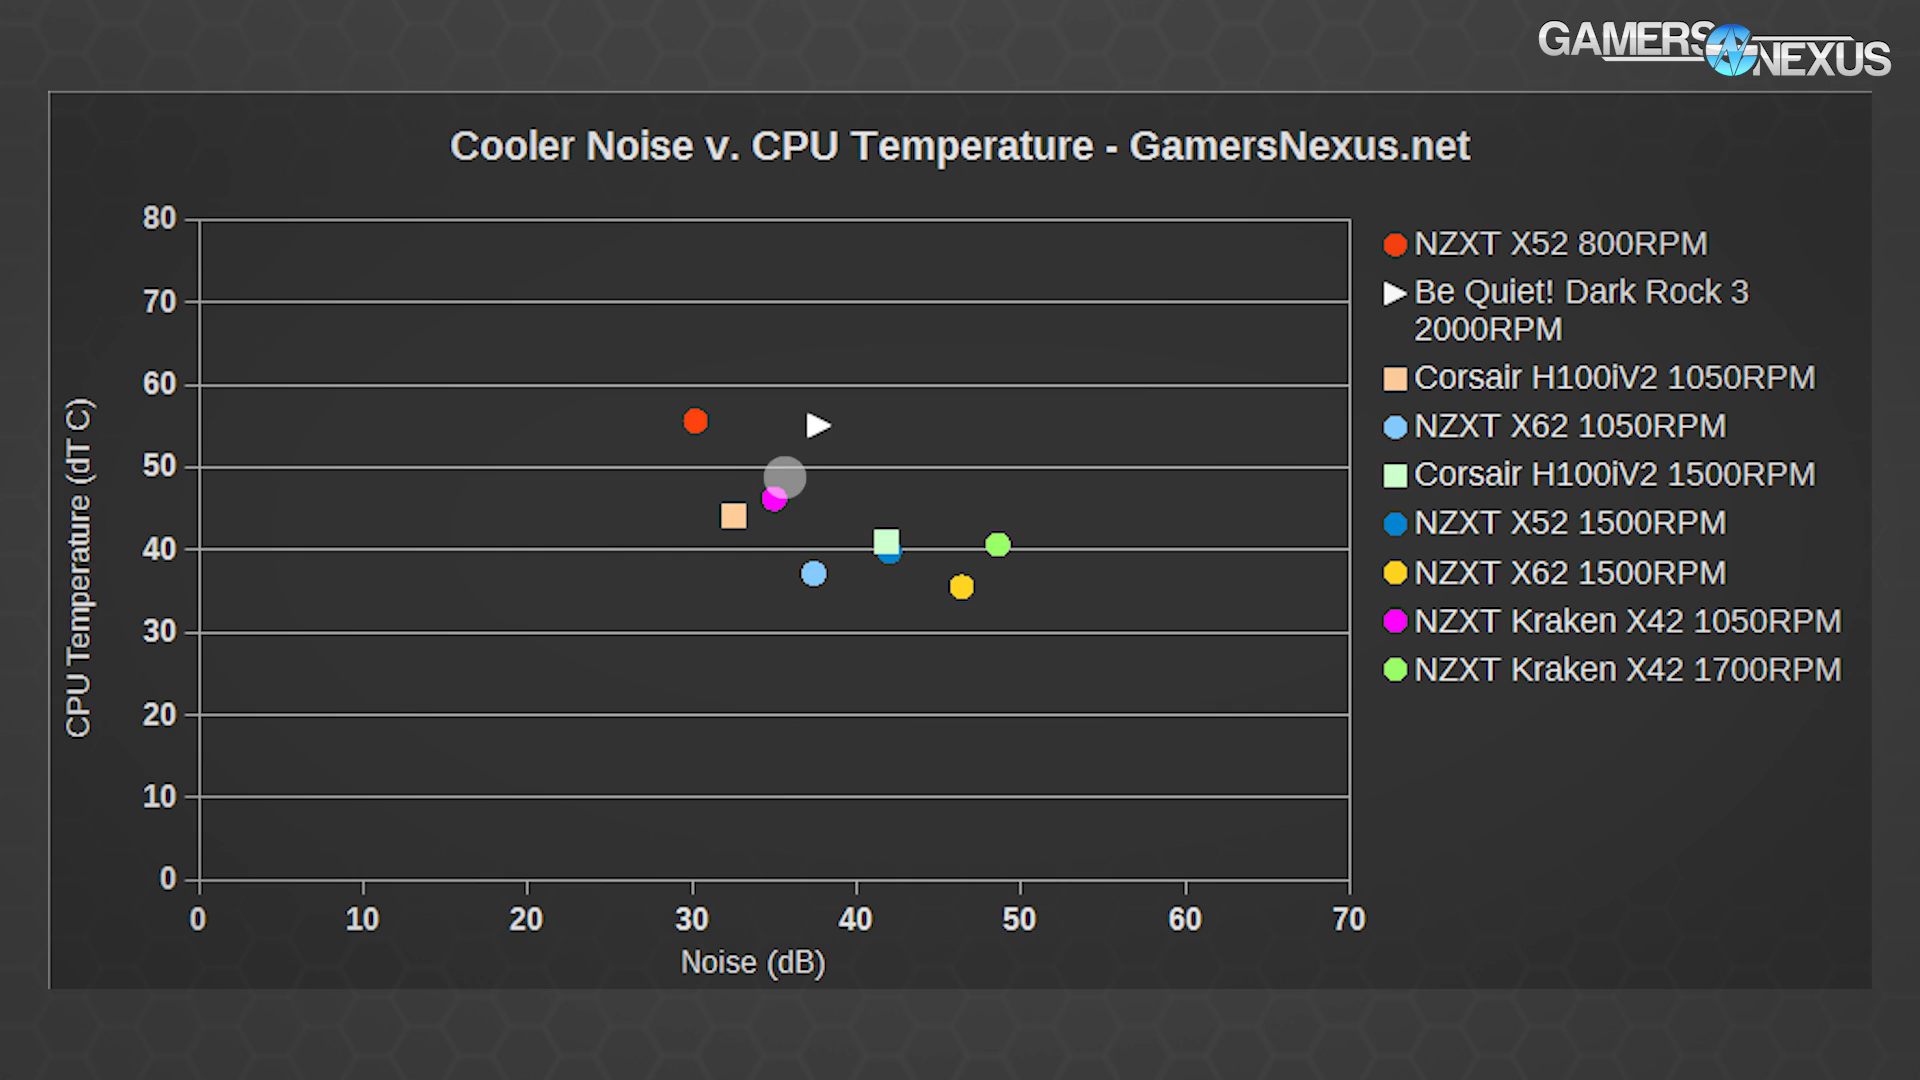 GAMERS NEXUS
Cooler Noise v. CPU Temperature - GamersNexus.net
80
70
60
50
40
30
20
10
0
CPU Temperature (dT C)
0 10 20 30 40 50 60 70
Noise (dB)
NZXT X52 800RPM
Be Quiet! Dark Rock 3
2000RPM
Corsair H100iV2 1050RPM
NZXT X62 1050RPM
Corsair H100iV2 1500RPM
NZXT X52 1500RPM
NZXT X62 1500RPM
NZXT Kraken X42 1050RPM
NZXT Kraken X42 1700RPM